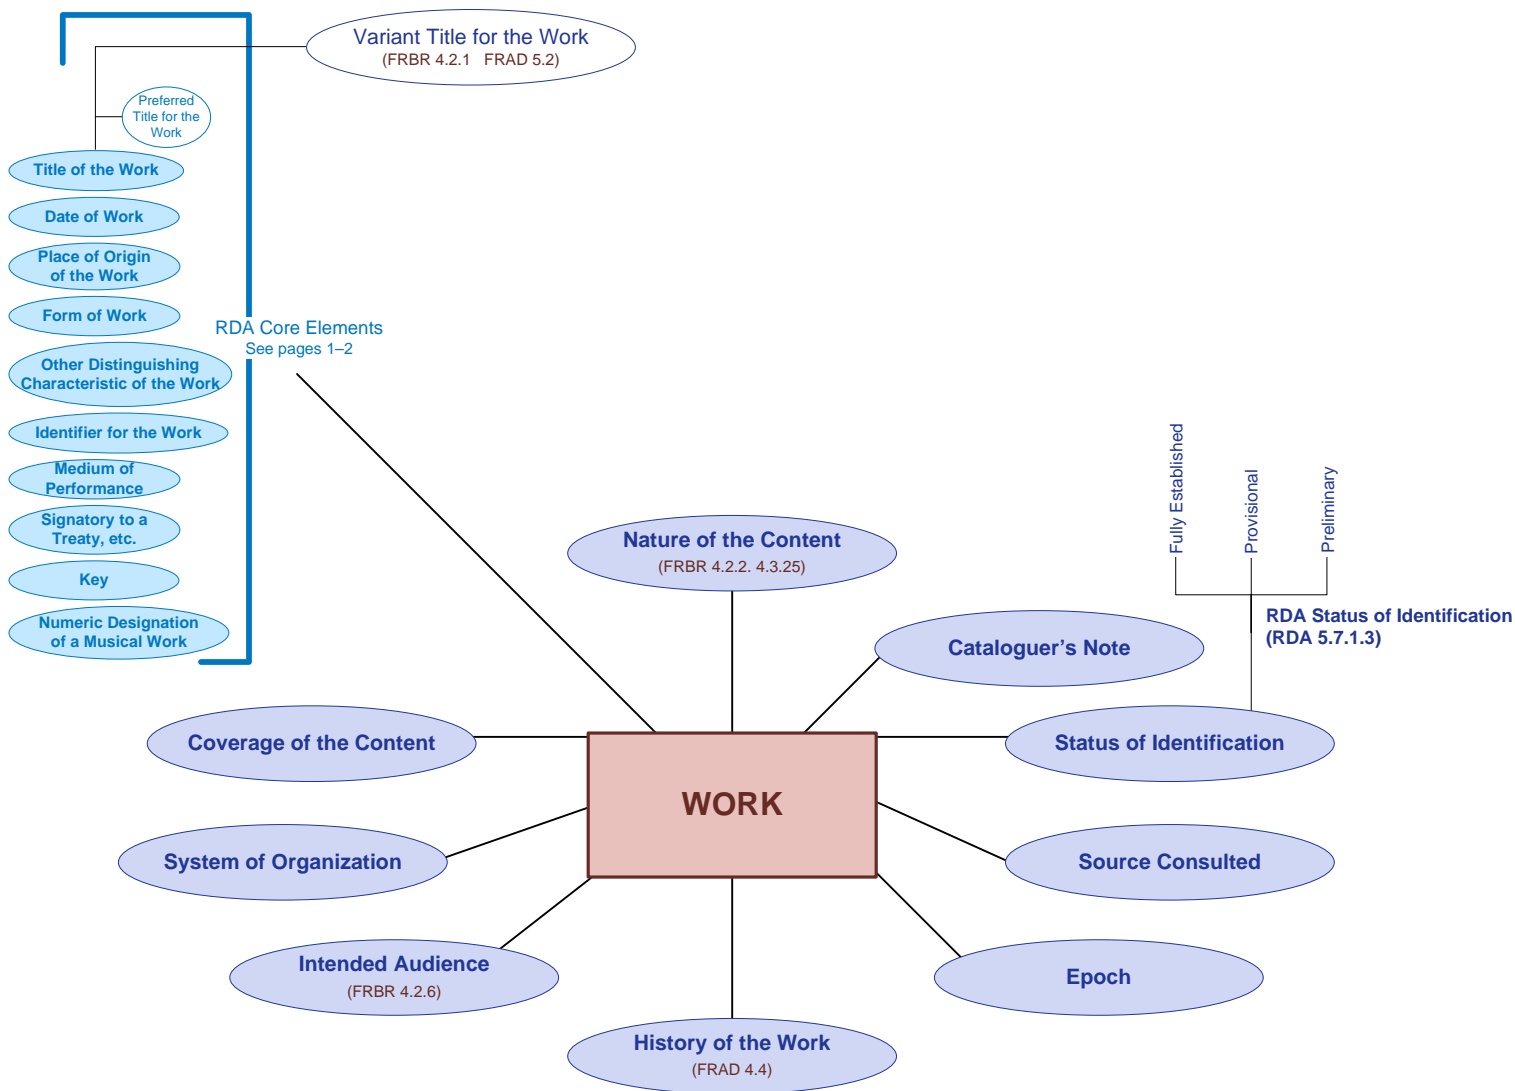 Variant Title for the Work
(FRBR 4.2.1   FRAD 5.2)
Preferred
Title for the
Work
Title of the Work
Date of Work
Place of Origin
of the Work
Form of Work
RDA Core Elements
See pages 1–2
Other Distinguishing
Characteristic of the Work
Identifier for the Work
Medium of
Performance
Signatory to a
Treaty, etc.
Key
Numeric Designation
of a Musical Work
Fully Established
Provisional
Preliminary
RDA Status of Identification
(RDA 5.7.1.3)
Nature of the Content
(FRBR 4.2.2. 4.3.25)
Cataloguer’s Note
Coverage of the Content
Status of Identification
WORK
System of Organization
Source Consulted
Intended Audience
(FRBR 4.2.6)
Epoch
History of the Work
(FRAD 4.4)